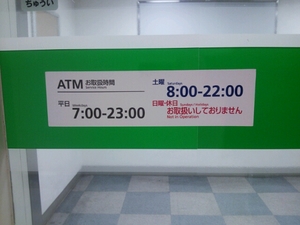 ちゅうい
ATM お取扱時間
Service Hours
平日 Weekdays
7:00-23:00
土曜 Saturdays
8:00-22:00
日曜・休日 Sundays / Holidays
お取扱いしておりません
Not in Operation